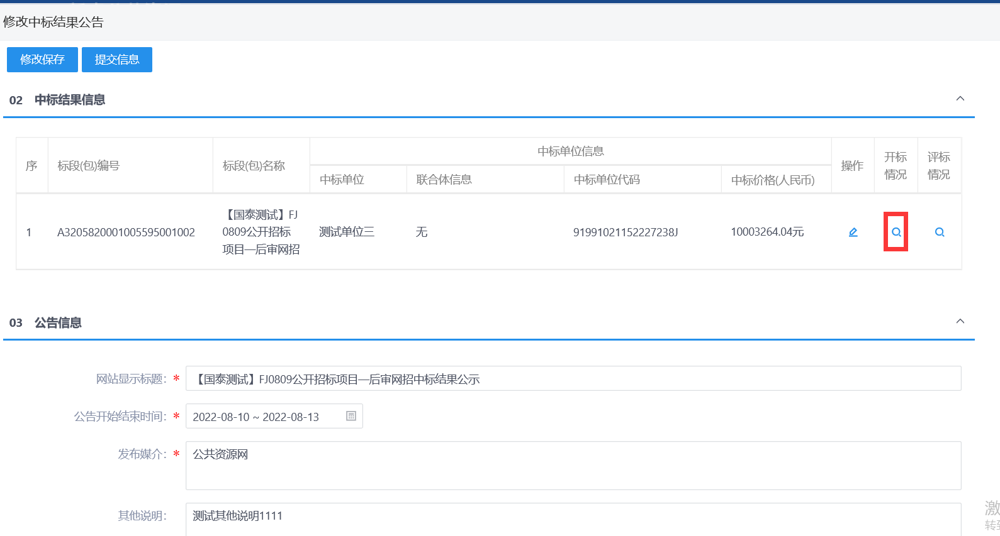 修改中标结果公告
修改保存 提交信息
02 中标结果信息
序 标段(包)编号 标段(包)名称 中标单位信息 操作 开标情况 评标情况
中标单位 联合体信息 中标单位代码 中标价格(人民币)
1 A3205820001005595001002 【国泰测试】FJ0809公开招标项目—后审网招 测试单位三 无 91991021152227238J 10003264.04元
03 公告信息
网站显示标题：* 【国泰测试】FJ0809公开招标项目—后审网招中标结果公示
公告开始结束时间：* 2022-08-10 ~ 2022-08-13
发布媒介：* 公共资源网
其他说明： 测试其他说明1111
激
转到